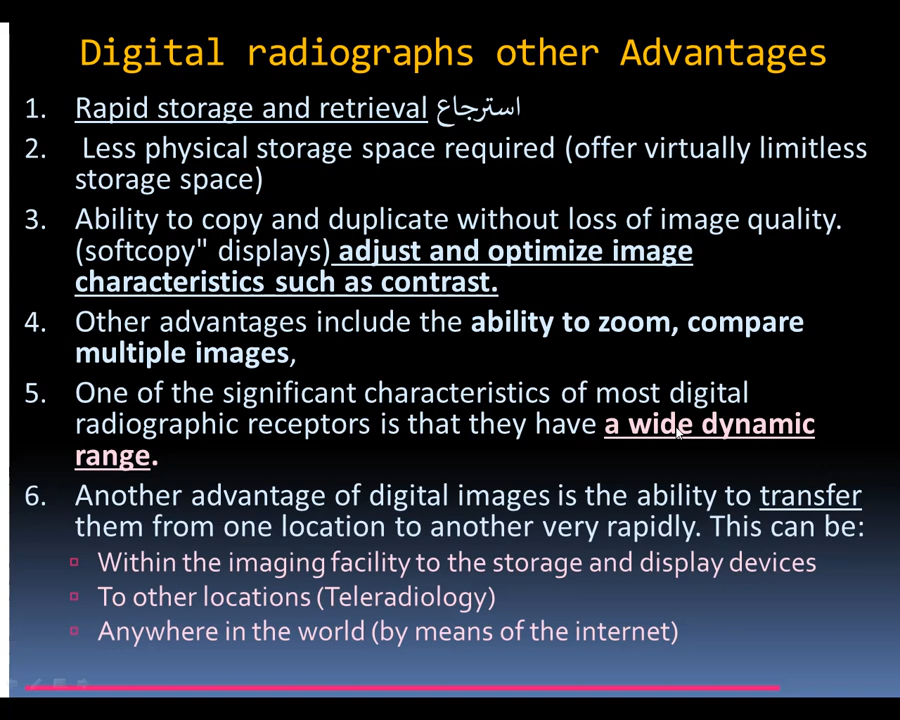 Digital radiographs other Advantages
1. Rapid storage and retrieval استرجاع
2. Less physical storage space required (offer virtually limitless
storage space)
3. Ability to copy and duplicate without loss of image quality.
(softcopy" displays) adjust and optimize image
characteristics such as contrast.
4. Other advantages include the ability to zoom, compare
multiple images,
5. One of the significant characteristics of most digital
radiographic receptors is that they have a wide dynamic
range.
6. Another advantage of digital images is the ability to transfer
them from one location to another very rapidly. This can be:
Within the imaging facility to the storage and display devices
To other locations (Teleradiology)
Anywhere in the world (by means of the internet)